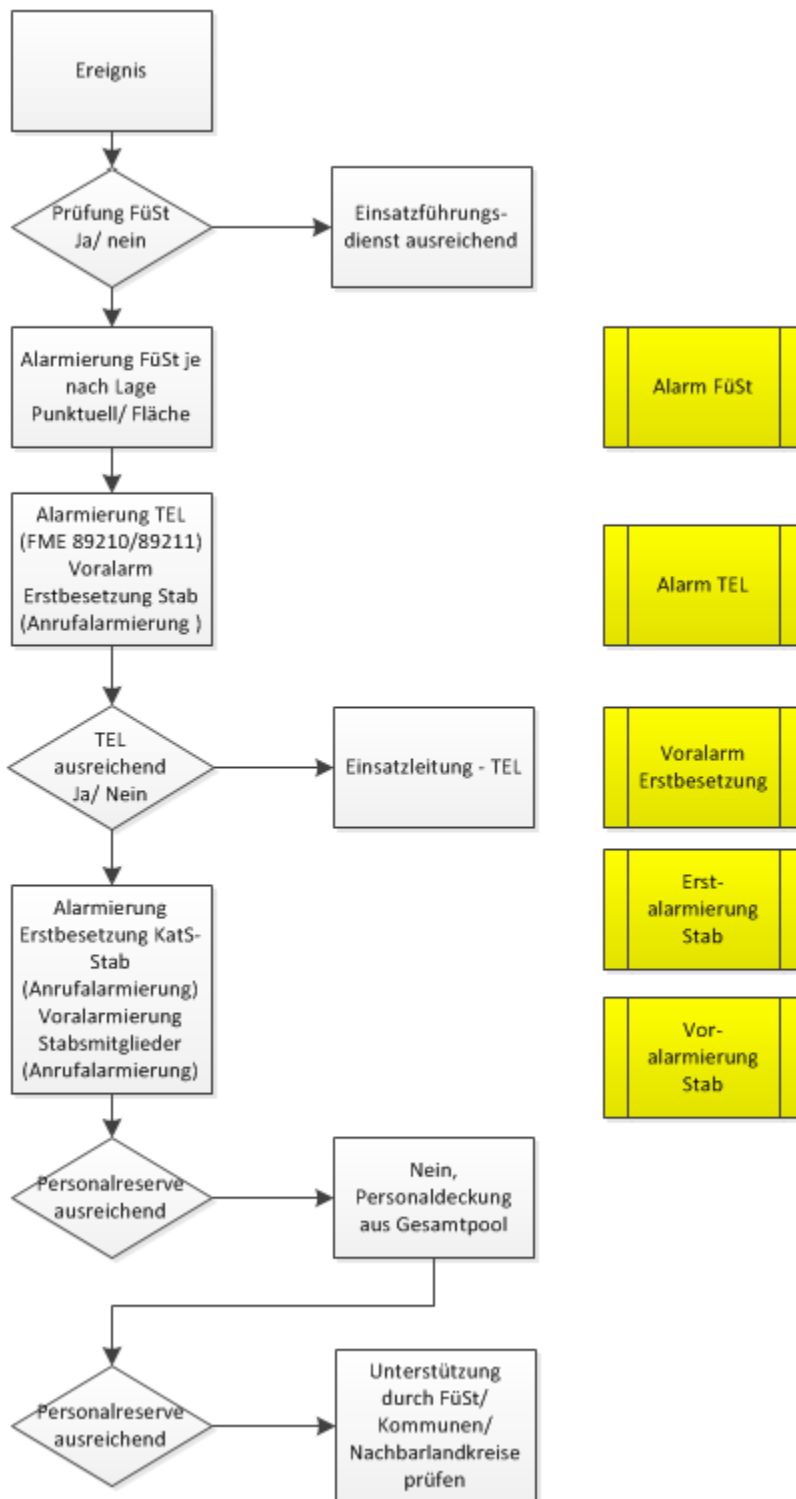 Ereignis
Prüfung FüSt
Ja/ nein
Einsatzführungs-
dienst ausreichend
Alarmierung FüSt je
nach Lage
Punktuell/ Fläche
Alarm FüSt
Alarmierung TEL
(FME 89210/89211)
Voralarm
Erstbesetzung Stab
(Anrufalarmierung )
Alarm TEL
TEL
ausreichend
Ja/ Nein
Einsatzleitung - TEL
Voralarm
Erstbesetzung
Alarmierung
Erstbesetzung KatS-
Stab
(Anrufalarmierung)
Voralarmierung
Stabsmitglieder
(Anrufalarmierung)
Erst-
alarmierung
Stab
Vor-
alarmierung
Stab
Personalreserve
ausreichend
Nein,
Personaldeckung
aus Gesamtpool
Personalreserve
ausreichend
Unterstützung
durch FüSt/
Kommunen/
Nachbarlandkreise
prüfen